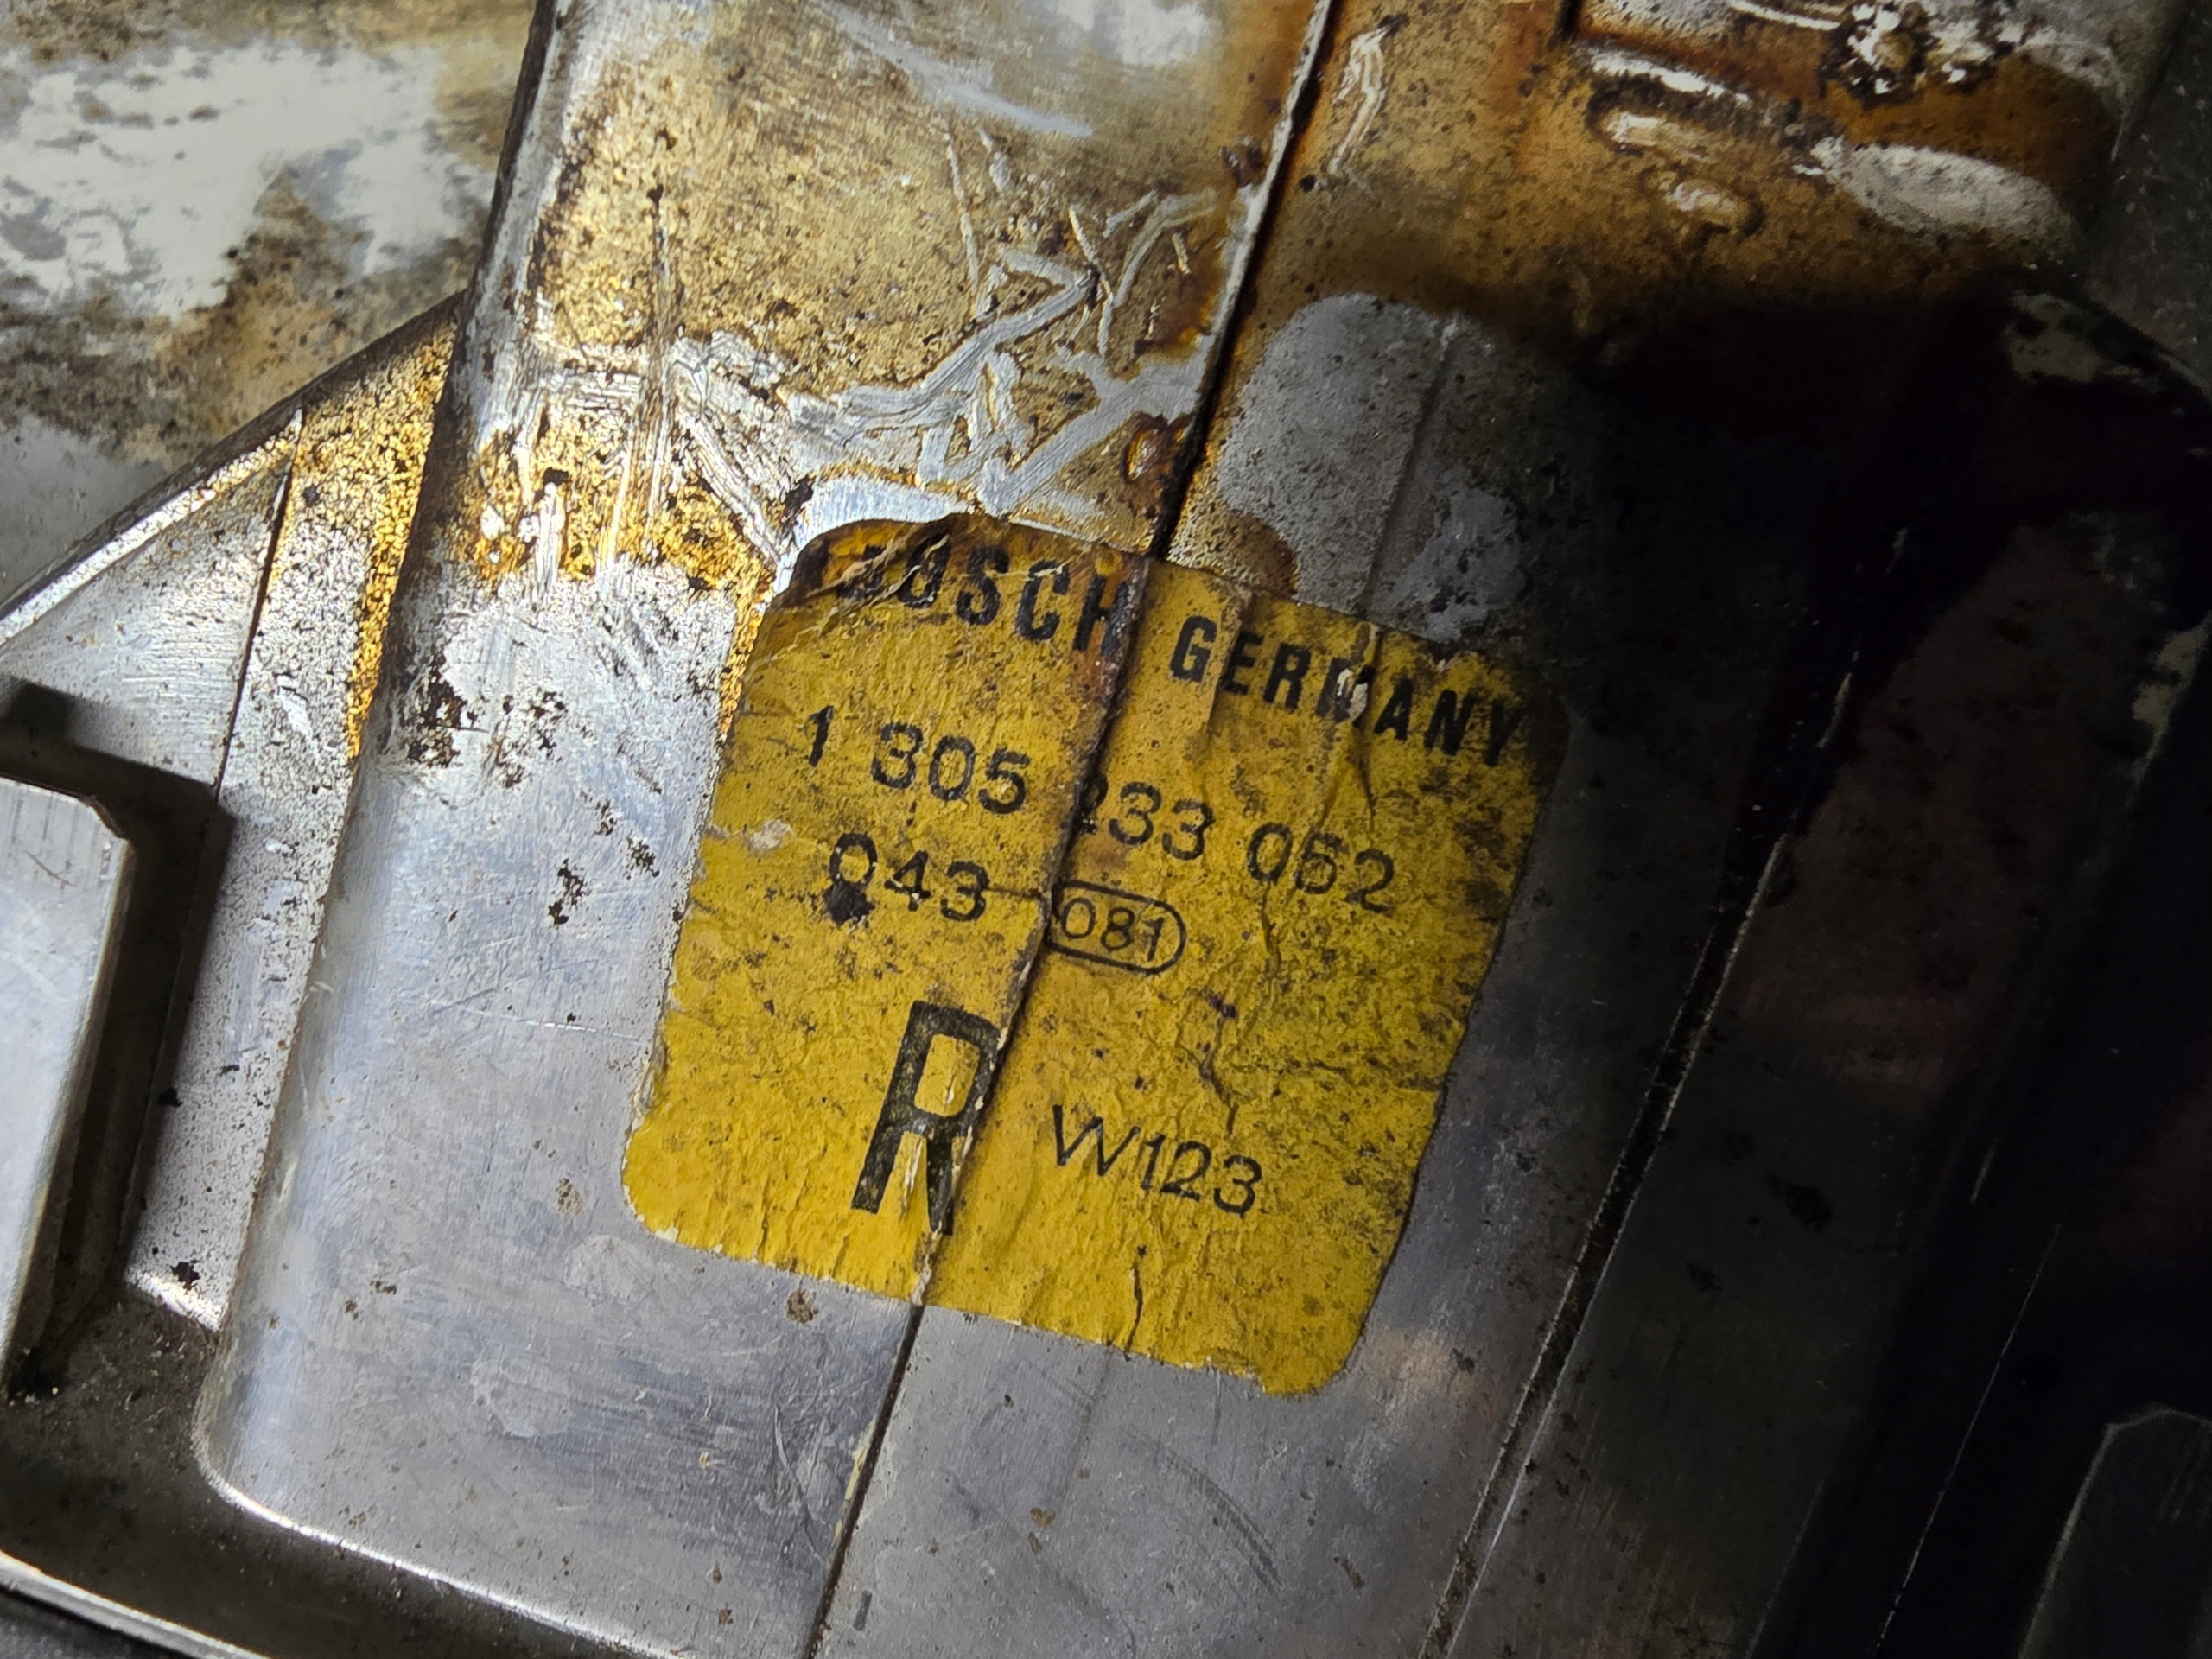 BOSCH GERMANY
1 305 233 052
043 081
R W123